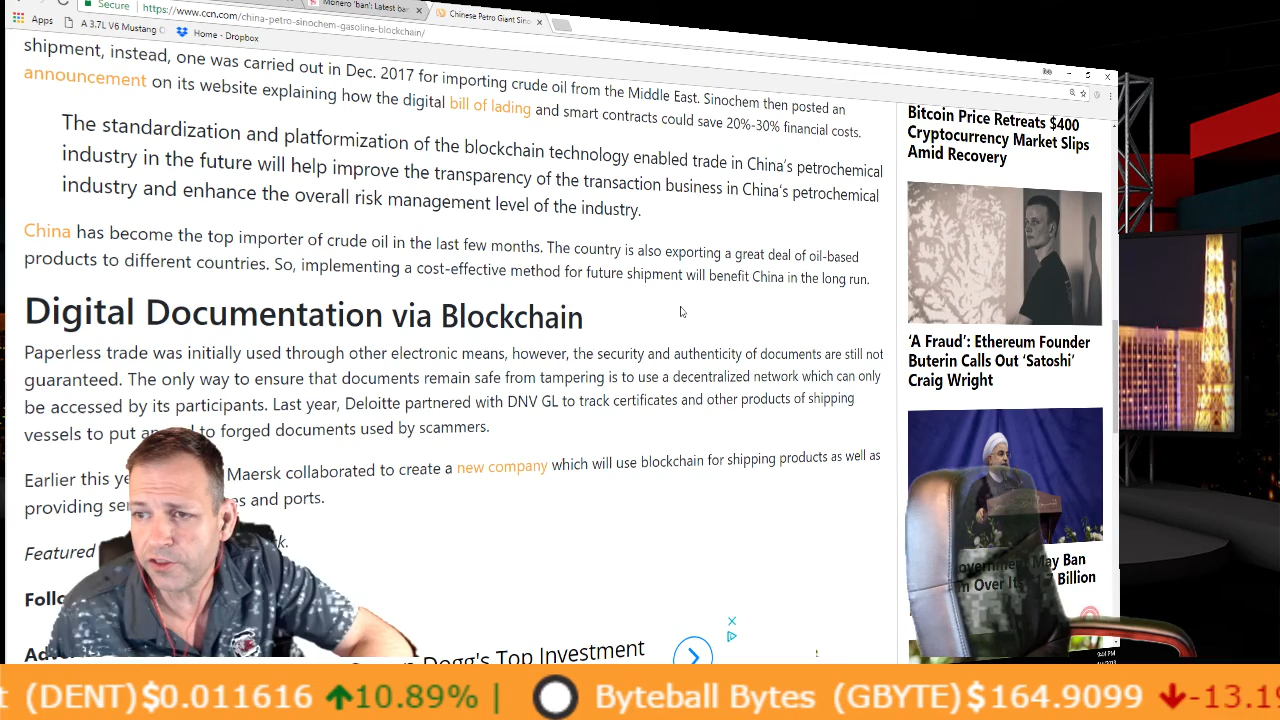 Monero 'ban': Latest
Chinese Petro Giant Sino
Secure
https://www.ccn.com/china-petro-sinochem-gasoline-blockchain/
Apps
A 3.7L V6 Mustang
Home - Dropbox
shipment, instead, one was carried out in Dec. 2017 for importing crude oil from the Middle East. Sinochem then posted an
announcement on its website explaining how the digital bill of lading and smart contracts could save 20%-30% financial costs.
The standardization and platformization of the blockchain technology enabled trade in China's petrochemical
industry in the future will help improve the transparency of the transaction business in China's petrochemical
industry and enhance the overall risk management level of the industry.
China has become the top importer of crude oil in the last few months. The country is also exporting a great deal of oil-based
products to different countries. So, implementing a cost-effective method for future shipment will benefit China in the long run.
Digital Documentation via Blockchain
Paperless trade was initially used through other electronic means, however, the security and authenticity of documents are still not
guaranteed. The only way to ensure that documents remain safe from tampering is to use a decentralized network which can only
be accessed by its participants. Last year, Deloitte partnered with DNV GL to track certificates and other products of shipping
vessels to put an to forged documents used by scammers.
Earlier this Maersk collaborated to create a new company which will use blockchain for shipping products as well as
providing and ports.
Featured
Bitcoin Price Retreats $400
Cryptocurrency Market Slips
Amid Recovery
'A Fraud': Ethereum Founder
Buterin Calls Out 'Satoshi'
Craig Wright
May Ban
Over Billion
Dogg's Top Investment
9:44 PM
(DENT) $0.011616 10.89% | Byteball Bytes (GBYTE) $164.9099 -13.1